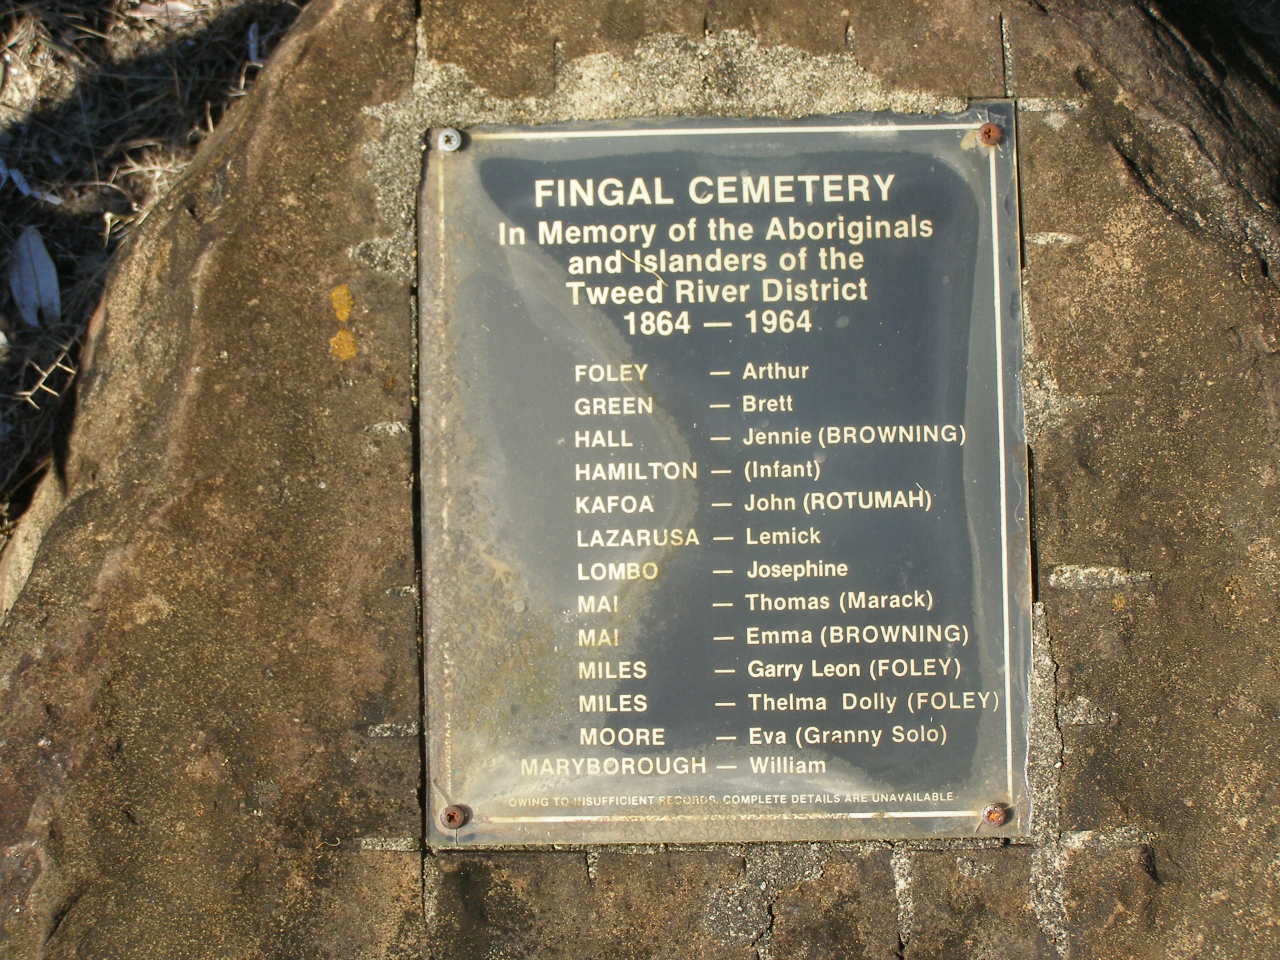 FINGAL CEMETERY
In Memory of the Aboriginals
and Islanders of the
Tweed River District
1864 — 1964
FOLEY — Arthur
GREEN — Brett
HALL — Jennie (BROWNING)
HAMILTON — (Infant)
KAFOA — John (ROTUMAH)
LAZARUSA — Lemick
LOMBO — Josephine
MAI — Thomas (Marack)
MAI — Emma (BROWNING)
MILES — Garry Leon (FOLEY)
MILES — Thelma Dolly (FOLEY)
MOORE — Eva (Granny Solo)
MARYBOROUGH — William
OWING TO INSUFFICIENT RECORDS, COMPLETE DETAILS ARE UNAVAILABLE